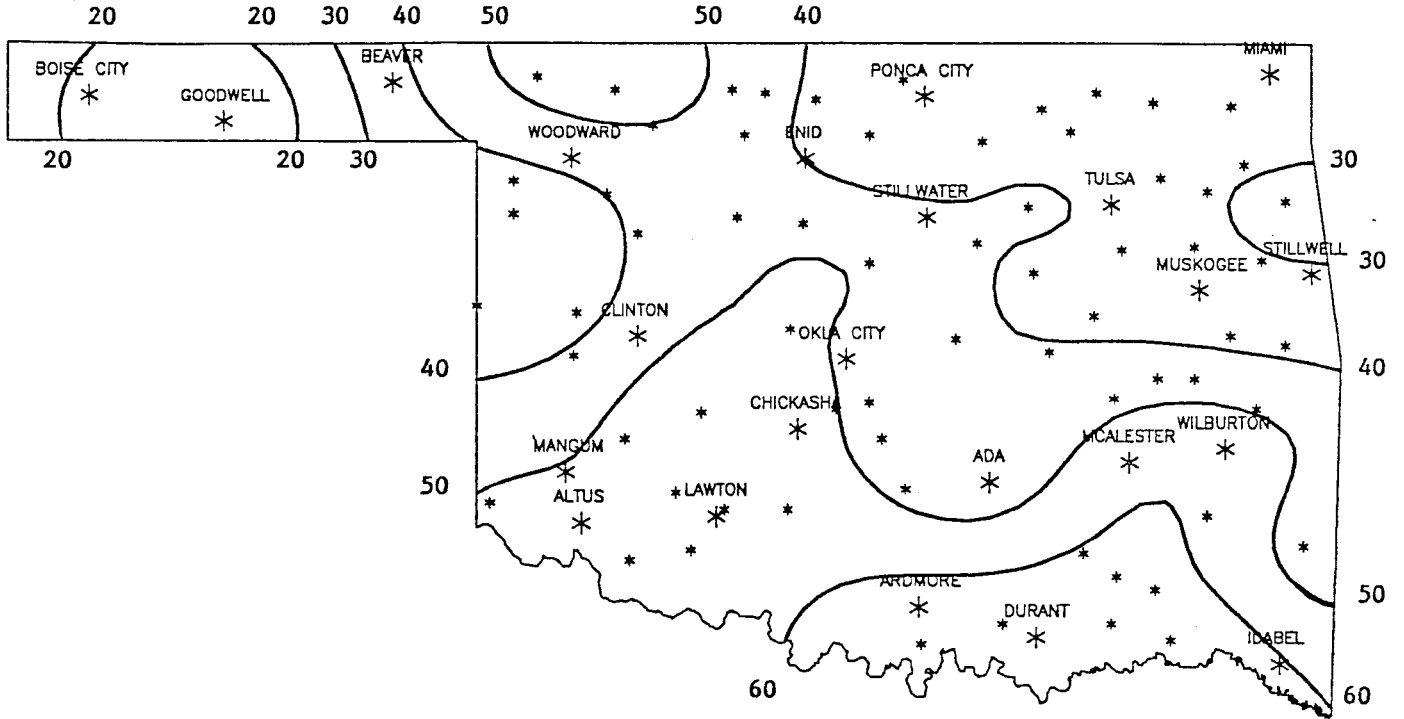 20 20 30 40 50 50 40
MIAMI
BEAVER
BOISE CITY
PONCA CITY
GOODWELL
WOODWARD
ENID
20 20 30
30
TULSA
STILLWATER
STILLWELL
30
MUSKOGEE
CLINTON
OKLA CITY
40
40
CHICKASHA
WILBURTON
MCALESTER
MANGUM
ADA
50
LAWTON
ALTUS
ARDMORE
50
DURANT
IDABEL
60
60